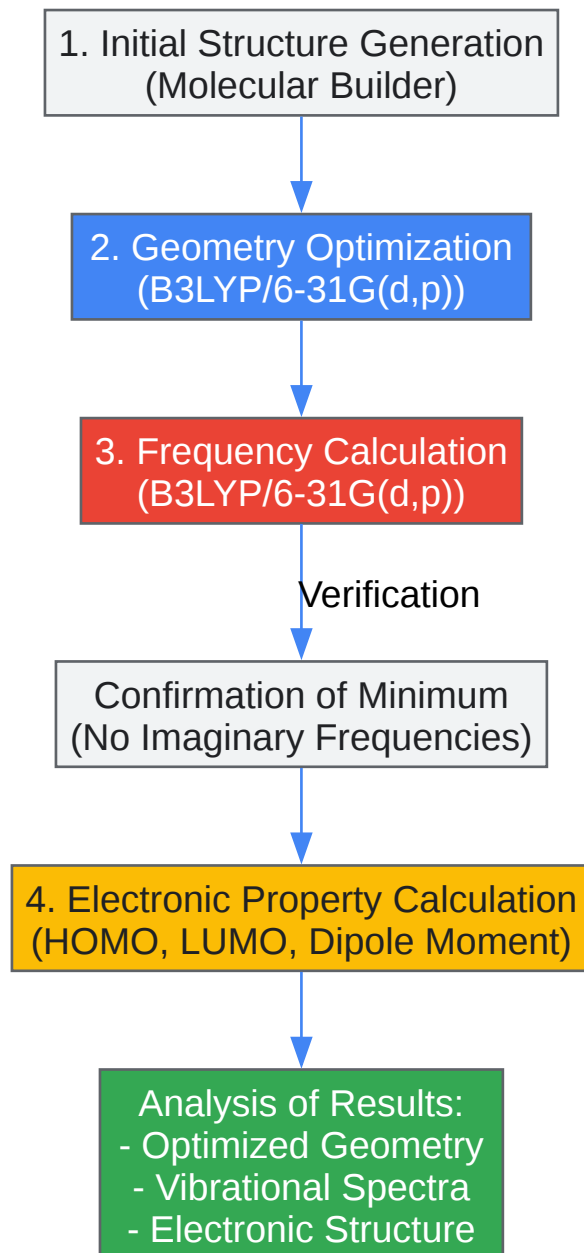 1. Initial Structure Generation
(Molecular Builder)
2. Geometry Optimization
(B3LYP/6-31G(d,p))
3. Frequency Calculation
(B3LYP/6-31G(d,p))
Verification
Confirmation of Minimum
(No Imaginary Frequencies)
4. Electronic Property Calculation
(HOMO, LUMO, Dipole Moment)
Analysis of Results:
- Optimized Geometry
- Vibrational Spectra
- Electronic Structure